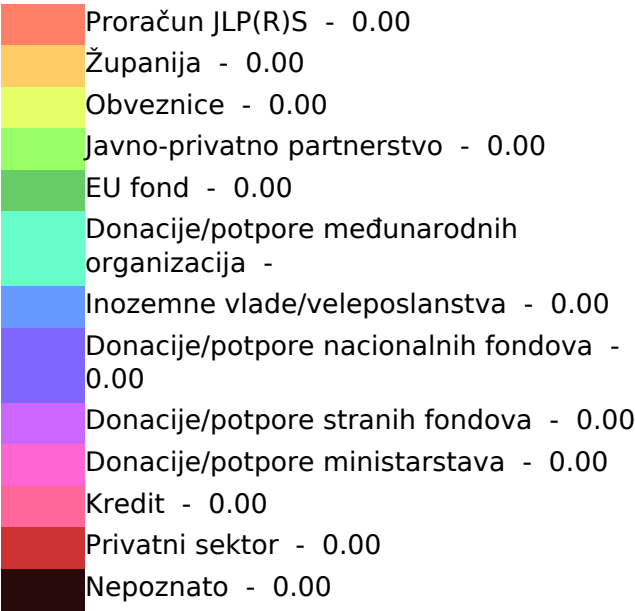 Proračun JLP(R)S - 0.00
Županija - 0.00
Obveznice - 0.00
Javno-privatno partnerstvo - 0.00
EU fond - 0.00
Donacije/potpore međunarodnih
organizacija -
Inozemne vlade/veleposlanstva - 0.00
Donacije/potpore nacionalnih fondova -
0.00
Donacije/potpore stranih fondova - 0.00
Donacije/potpore ministarstava - 0.00
Kredit - 0.00
Privatni sektor - 0.00
Nepoznato - 0.00